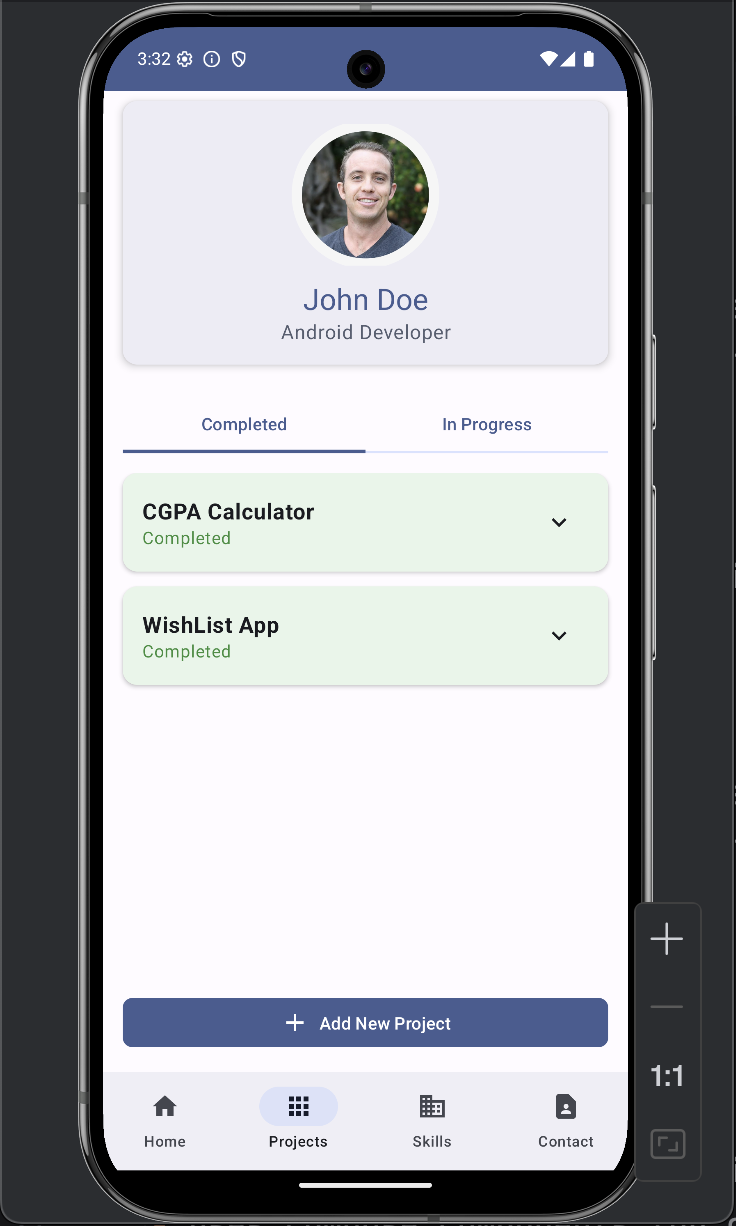 3:32
John Doe
Android Developer
Completed In Progress
CGPA Calculator
Completed
WishList App
Completed
Add New Project
Home Projects Skills Contact
1:1